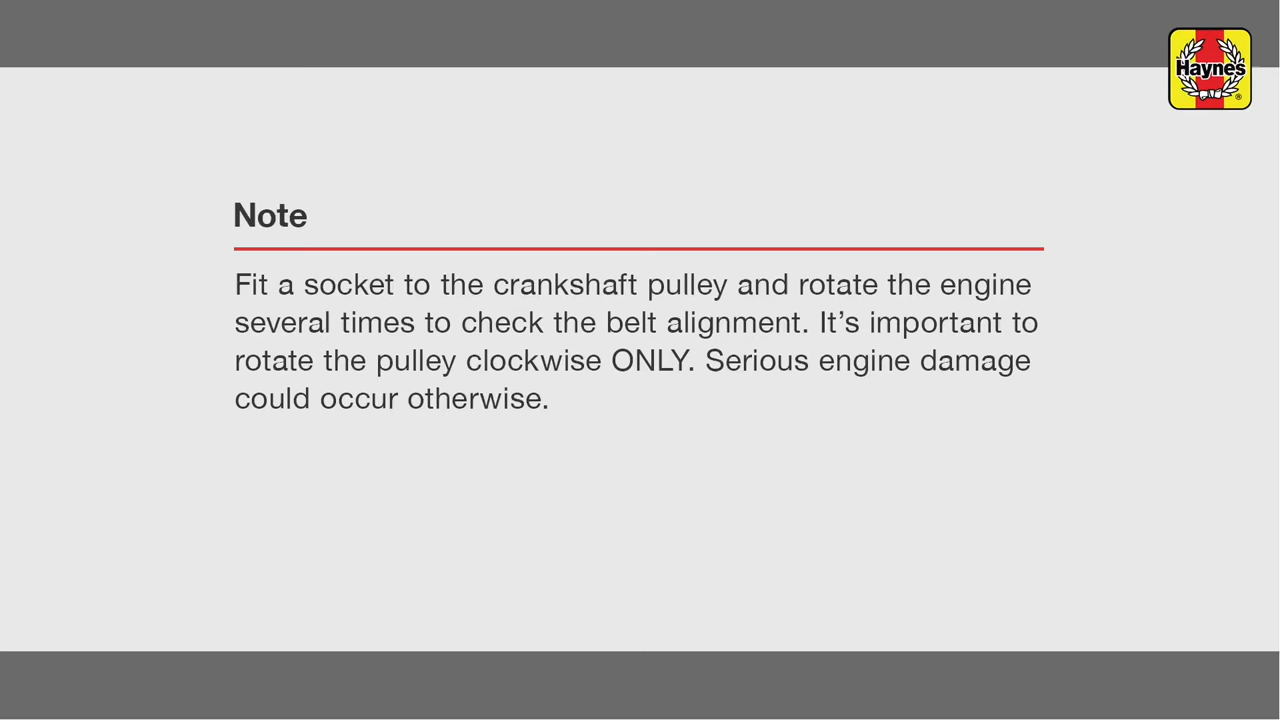 Haynes
®
Note
Fit a socket to the crankshaft pulley and rotate the engine
several times to check the belt alignment. It’s important to
rotate the pulley clockwise ONLY. Serious engine damage
could occur otherwise.